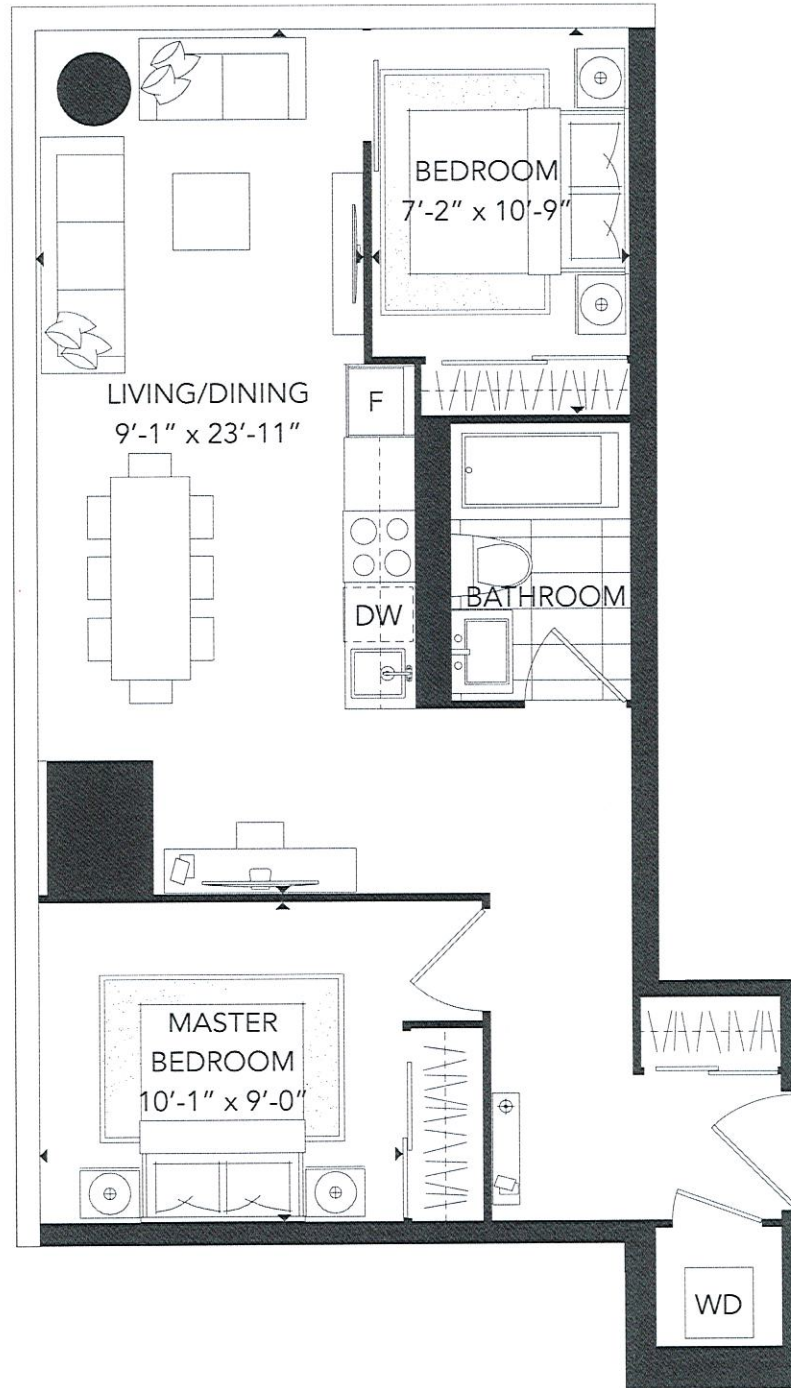 BEDROOM
7'-2" x 10'-9"
LIVING/DINING
9'-1" x 23'-11"
F
DW
BATHROOM
MASTER
BEDROOM
10'-1" x 9'-0"
WD